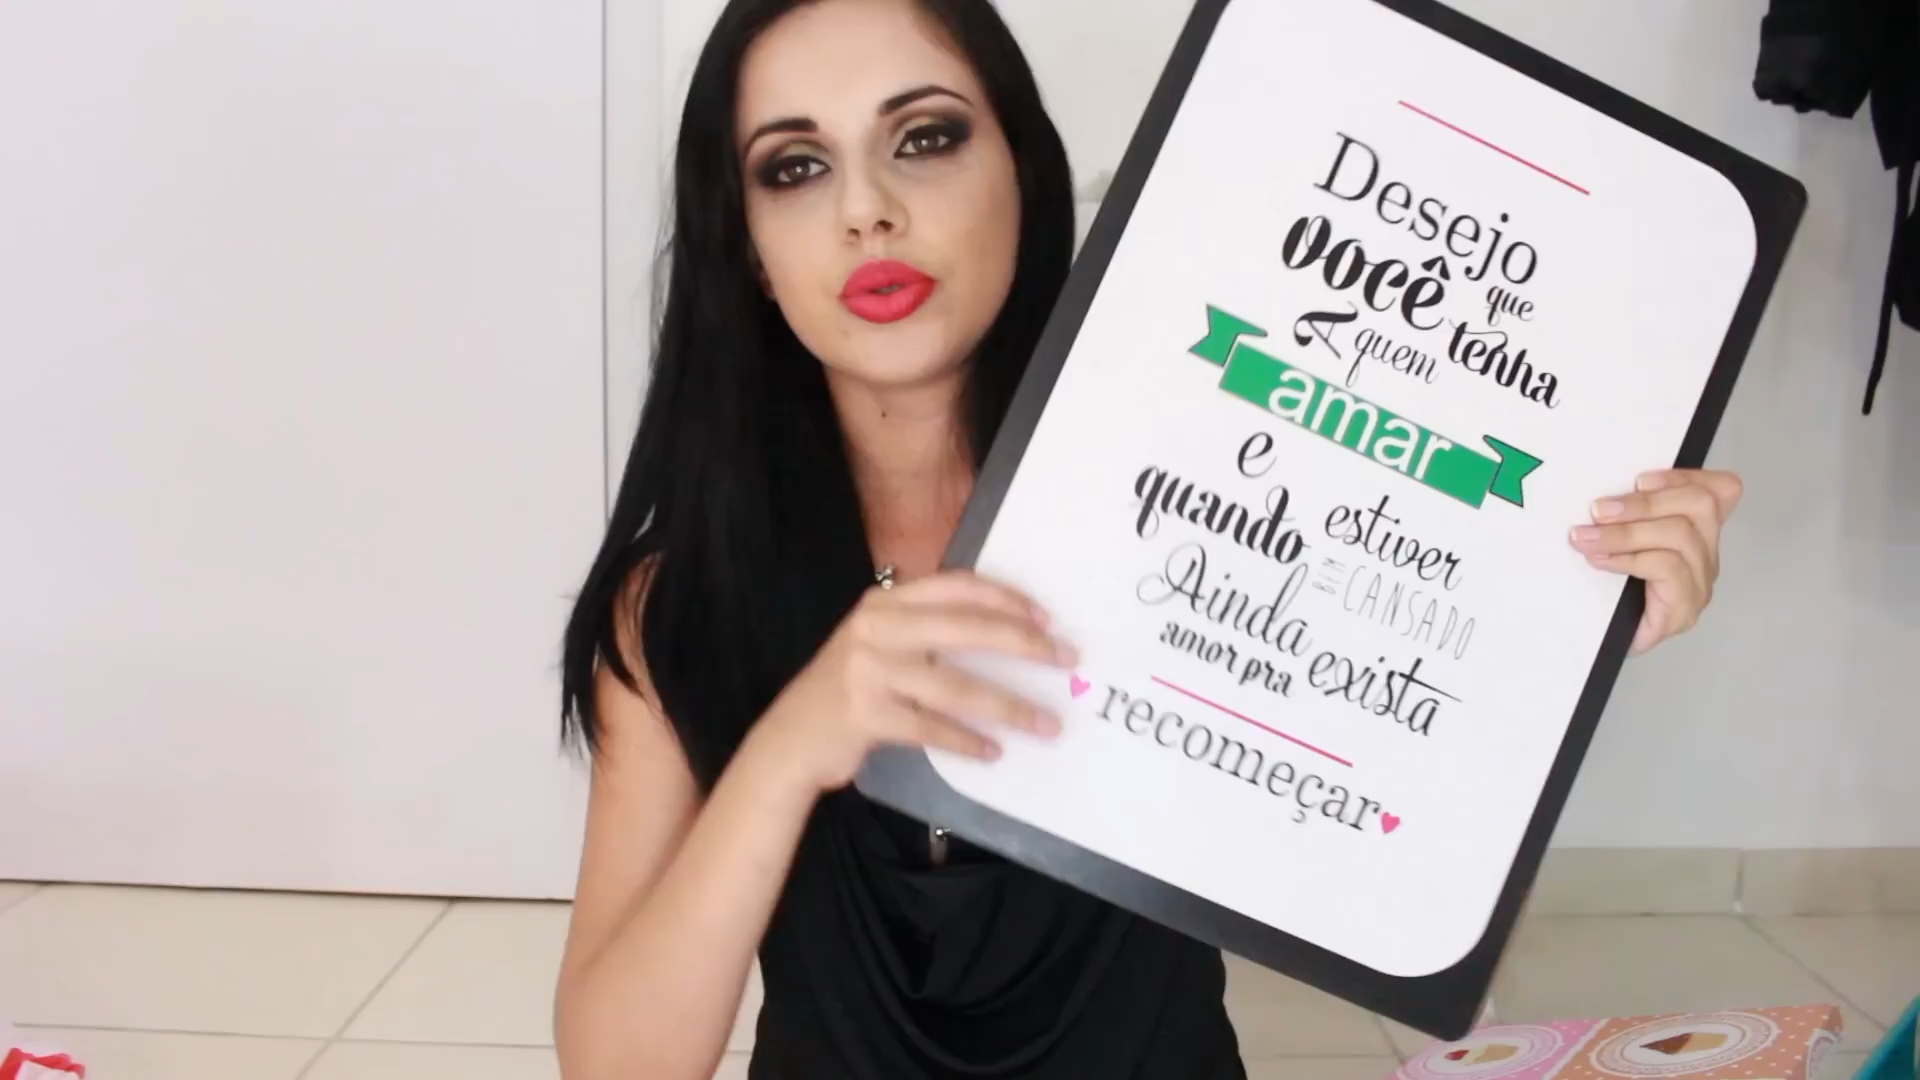 Desejo
que
você tenha
A quem
amar
e
quando estiver
BEM CANSADO
Ainda exista
amor pra
recomeçar